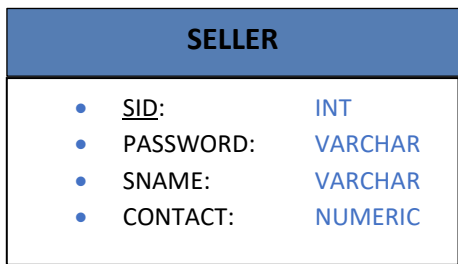 SELLER
• SID: INT
• PASSWORD: VARCHAR
• SNAME: VARCHAR
• CONTACT: NUMERIC